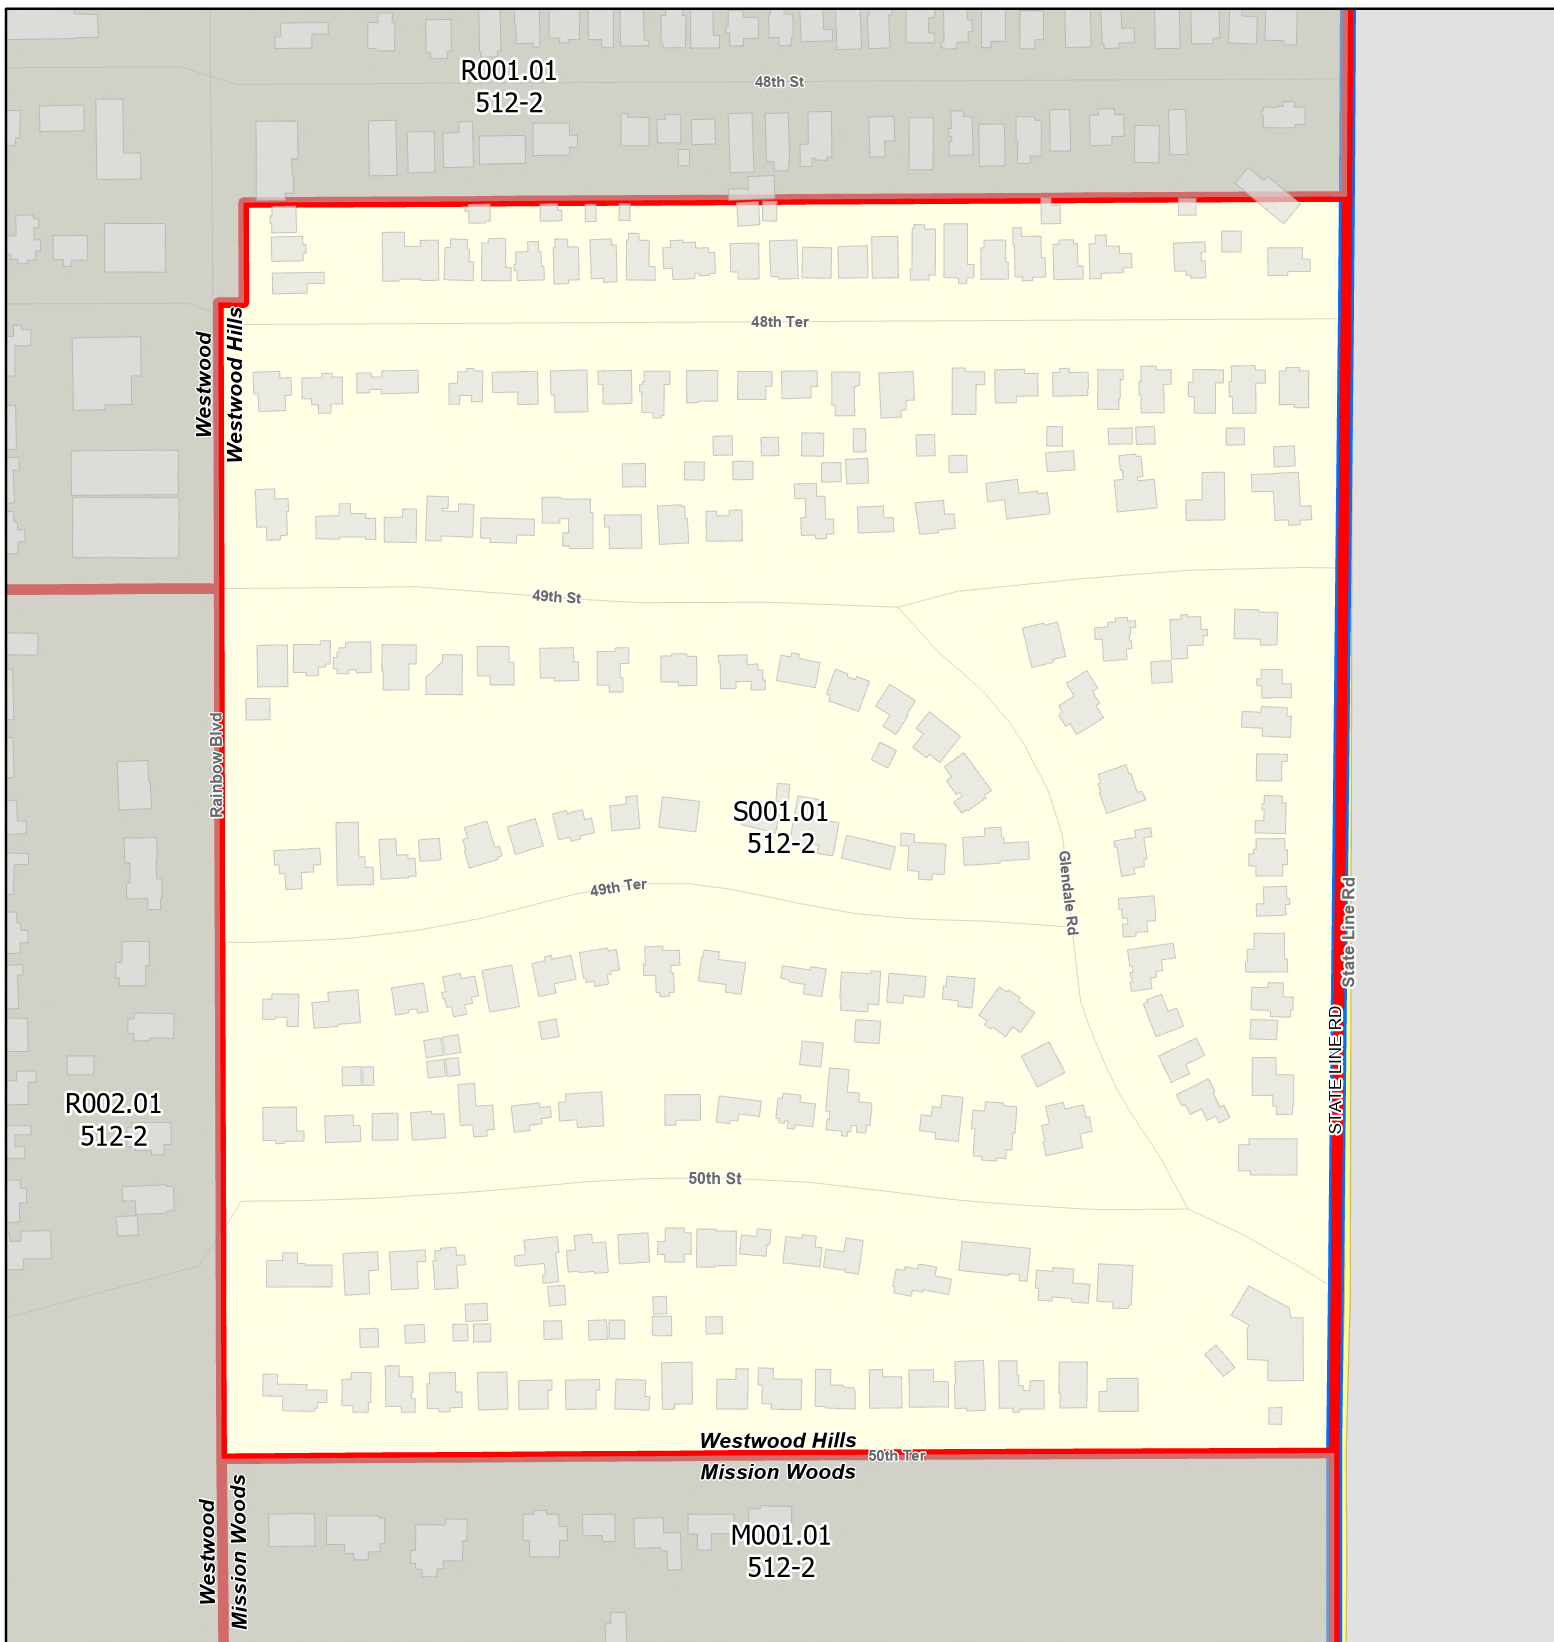 R001.01
512-2
48th St
48th Ter
Westwood
Westwood Hills
49th St
Rainbow Blvd
S001.01
512-2
49th Ter
Glendale Rd
State Line Rd
STATE LINE RD
R002.01
512-2
50th St
Westwood Hills
50th Ter
Mission Woods
Westwood
Mission Woods
M001.01
512-2